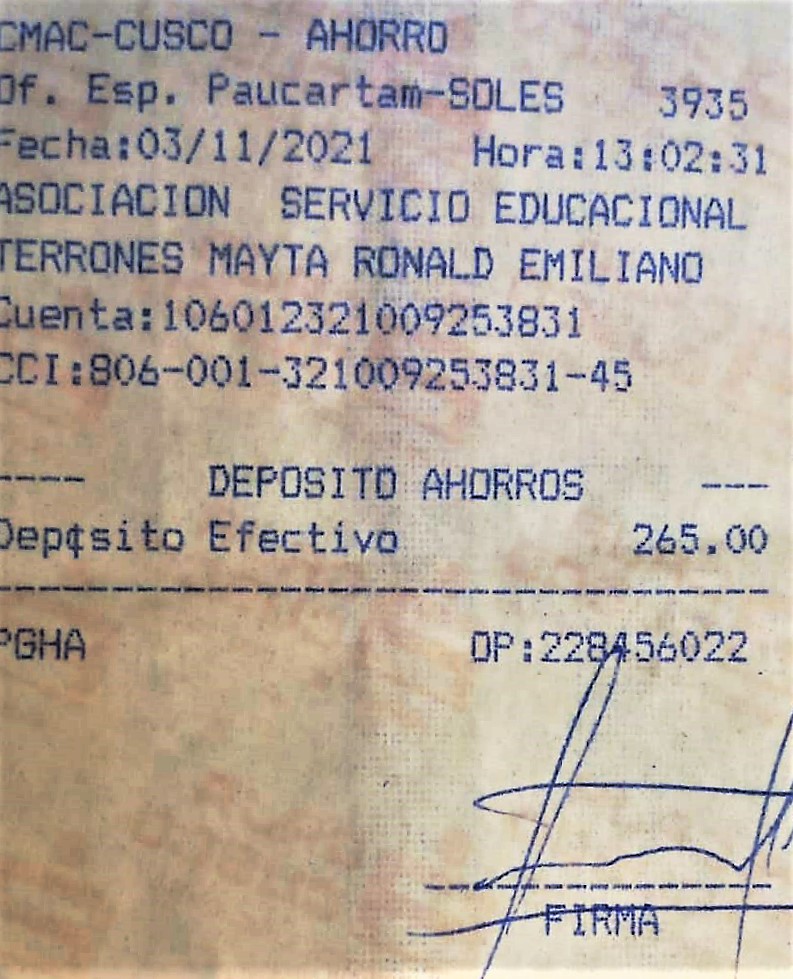 CMAC-CUSCO - AHORRO
Of. Esp. Paucartam-SOLES 3935
Fecha:03/11/2021 Hora:13:02:31
ASOCIACION SERVICIO EDUCACIONAL
TERRONES MAYTA RONALD EMILIANO
Cuenta:106012321009253831
CCI:806-001-321009253831-45
---- DEPOSITO AHORROS ---
Dep¢sito Efectivo 265.00
PGHA OP:228456022
FIRMA